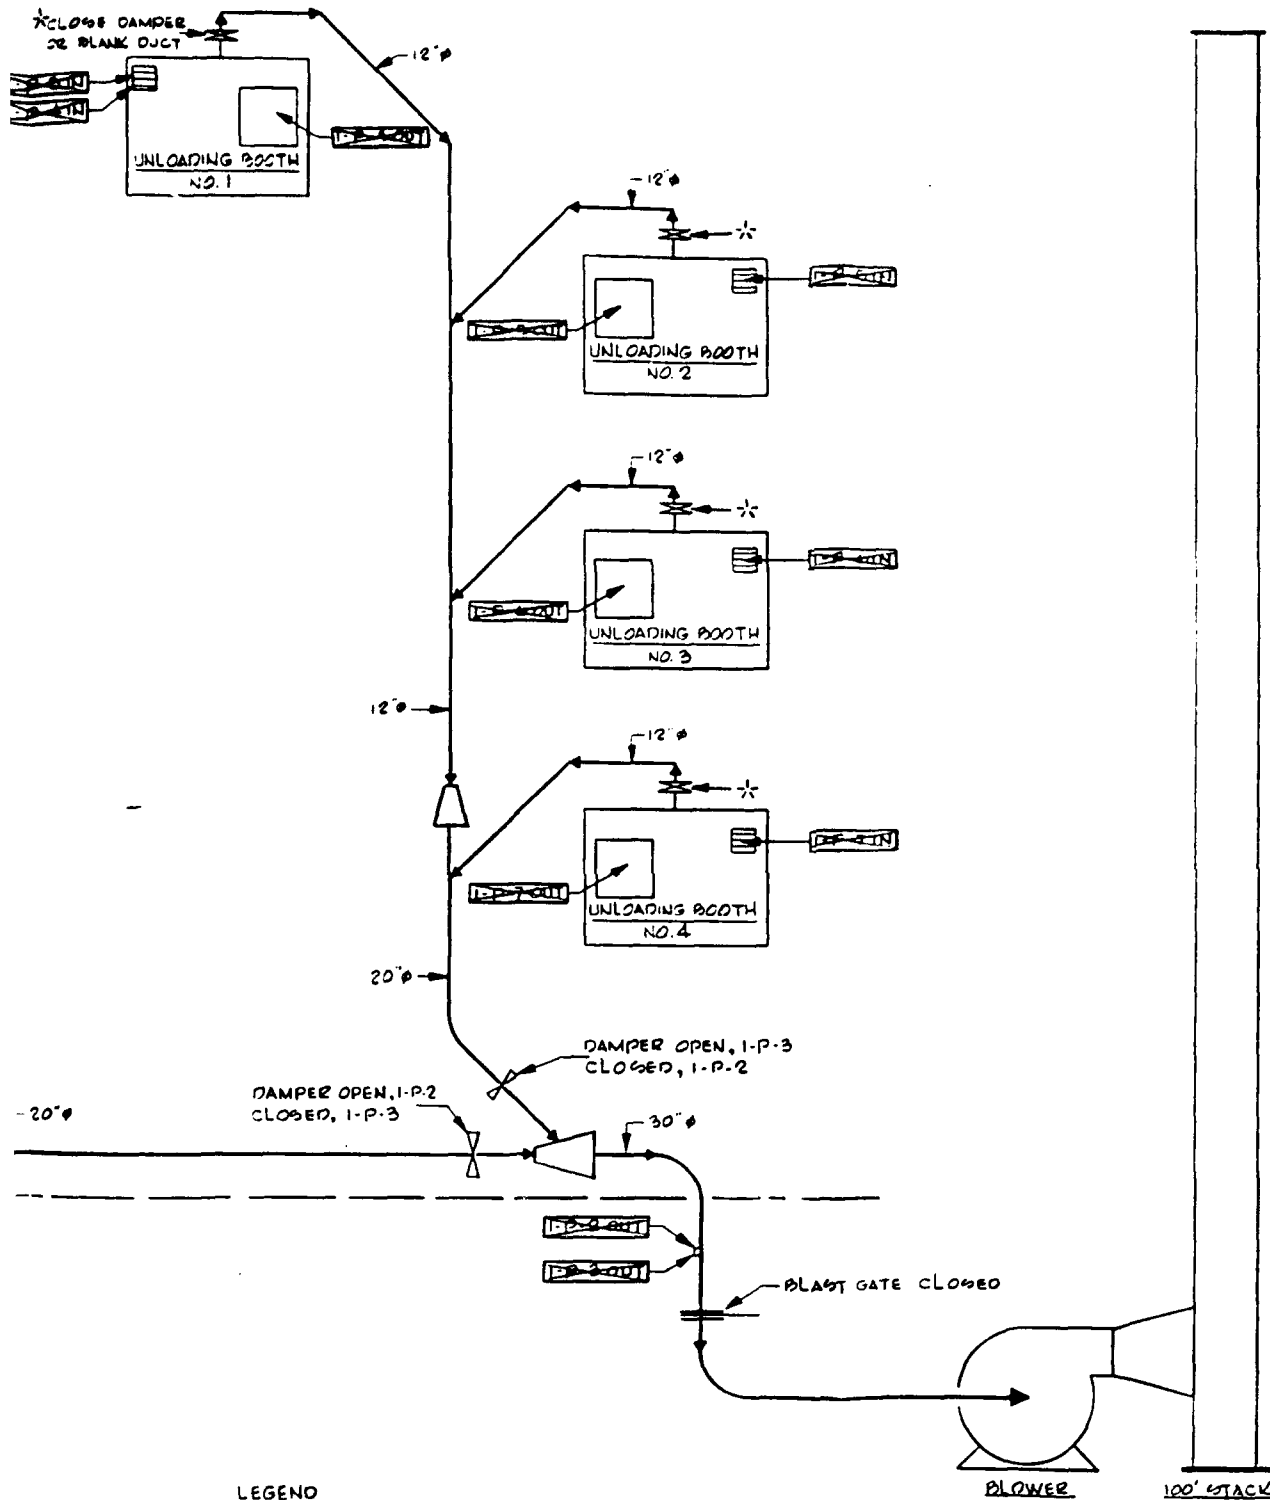 *CLOSE DAMPER
OR BLANK DUCT
12"ø
UNLOADING BOOTH
NO. 1
12"ø
*
UNLOADING BOOTH
NO. 2
12"ø
*
UNLOADING BOOTH
NO. 3
12"ø
12"ø
*
UNLOADING BOOTH
NO. 4
20"ø
DAMPER OPEN, 1-P-3
CLOSED, 1-P-2
DAMPER OPEN, 1-P-2
CLOSED, 1-P-3
20"ø
30"ø
BLAST GATE CLOSED
BLOWER
100' STACK
LEGEND